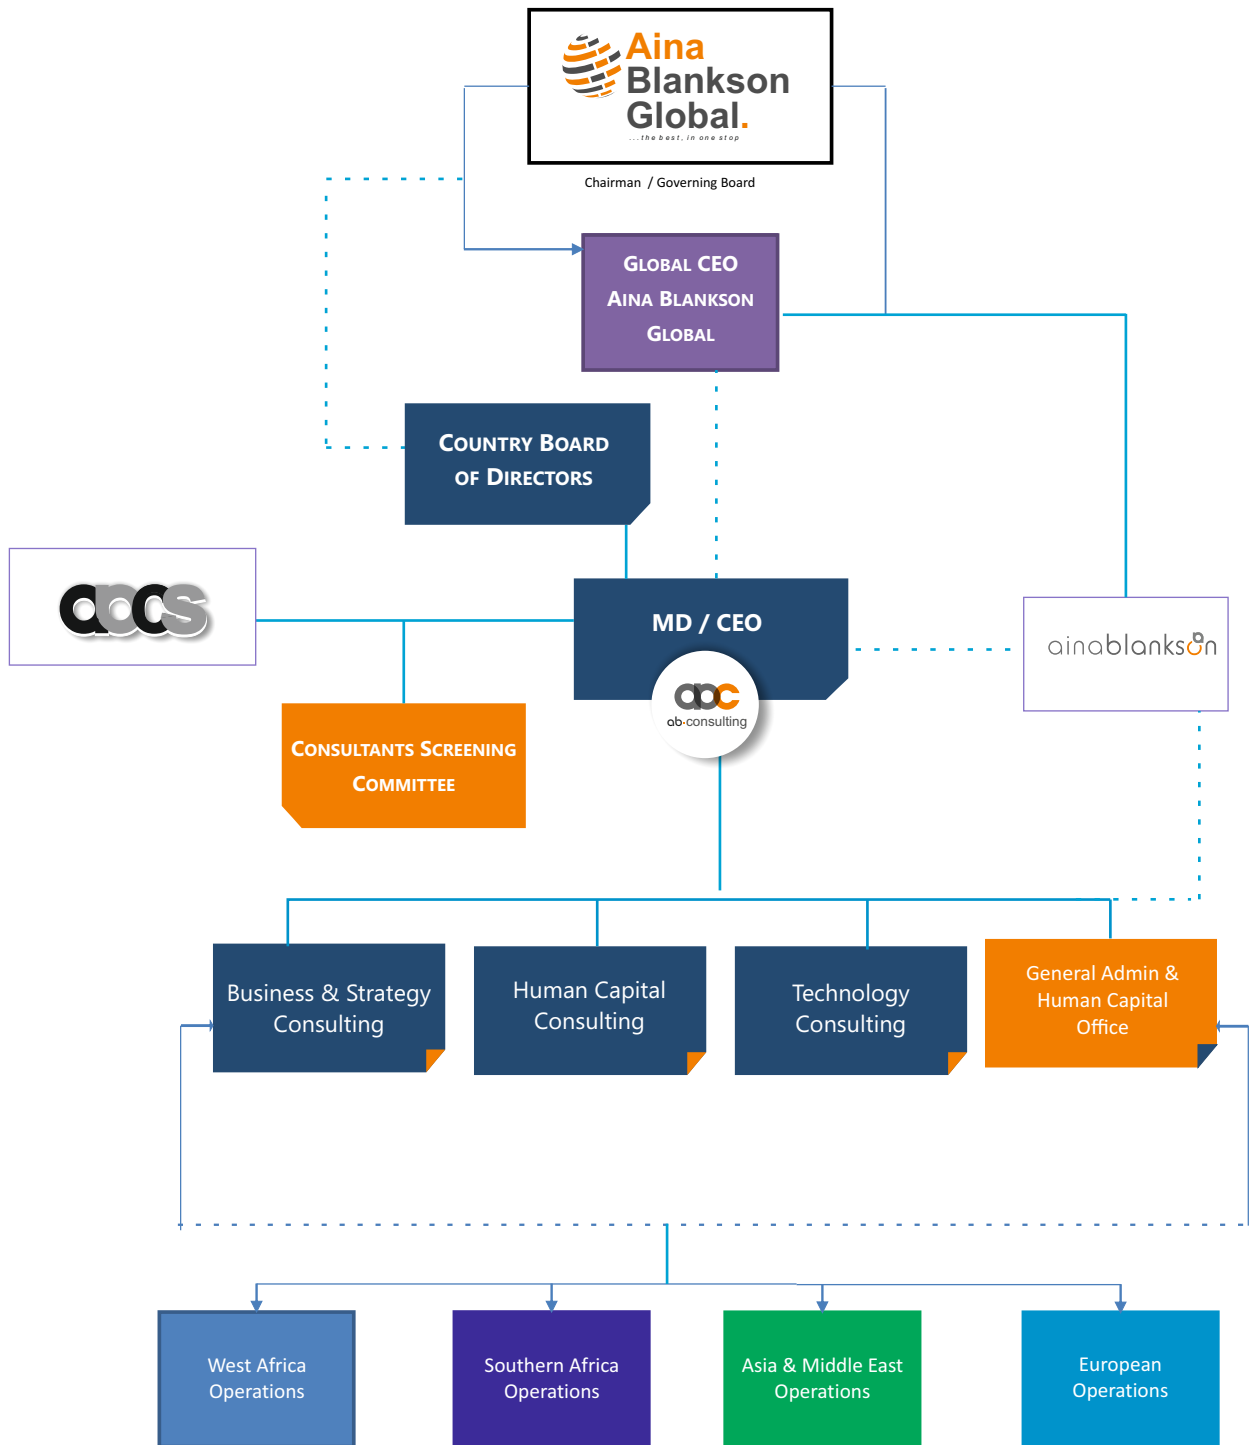 Aina
Blankson
Global.
...the best, in one stop
Chairman / Governing Board
GLOBAL CEO
AINA BLANKSON
GLOBAL
COUNTRY BOARD
OF DIRECTORS
abcs
MD / CEO
abc
ab·consulting
ainablankson
CONSULTANTS SCREENING
COMMITTEE
Business & Strategy
Consulting
Human Capital
Consulting
Technology
Consulting
General Admin &
Human Capital
Office
West Africa
Operations
Southern Africa
Operations
Asia & Middle East
Operations
European
Operations